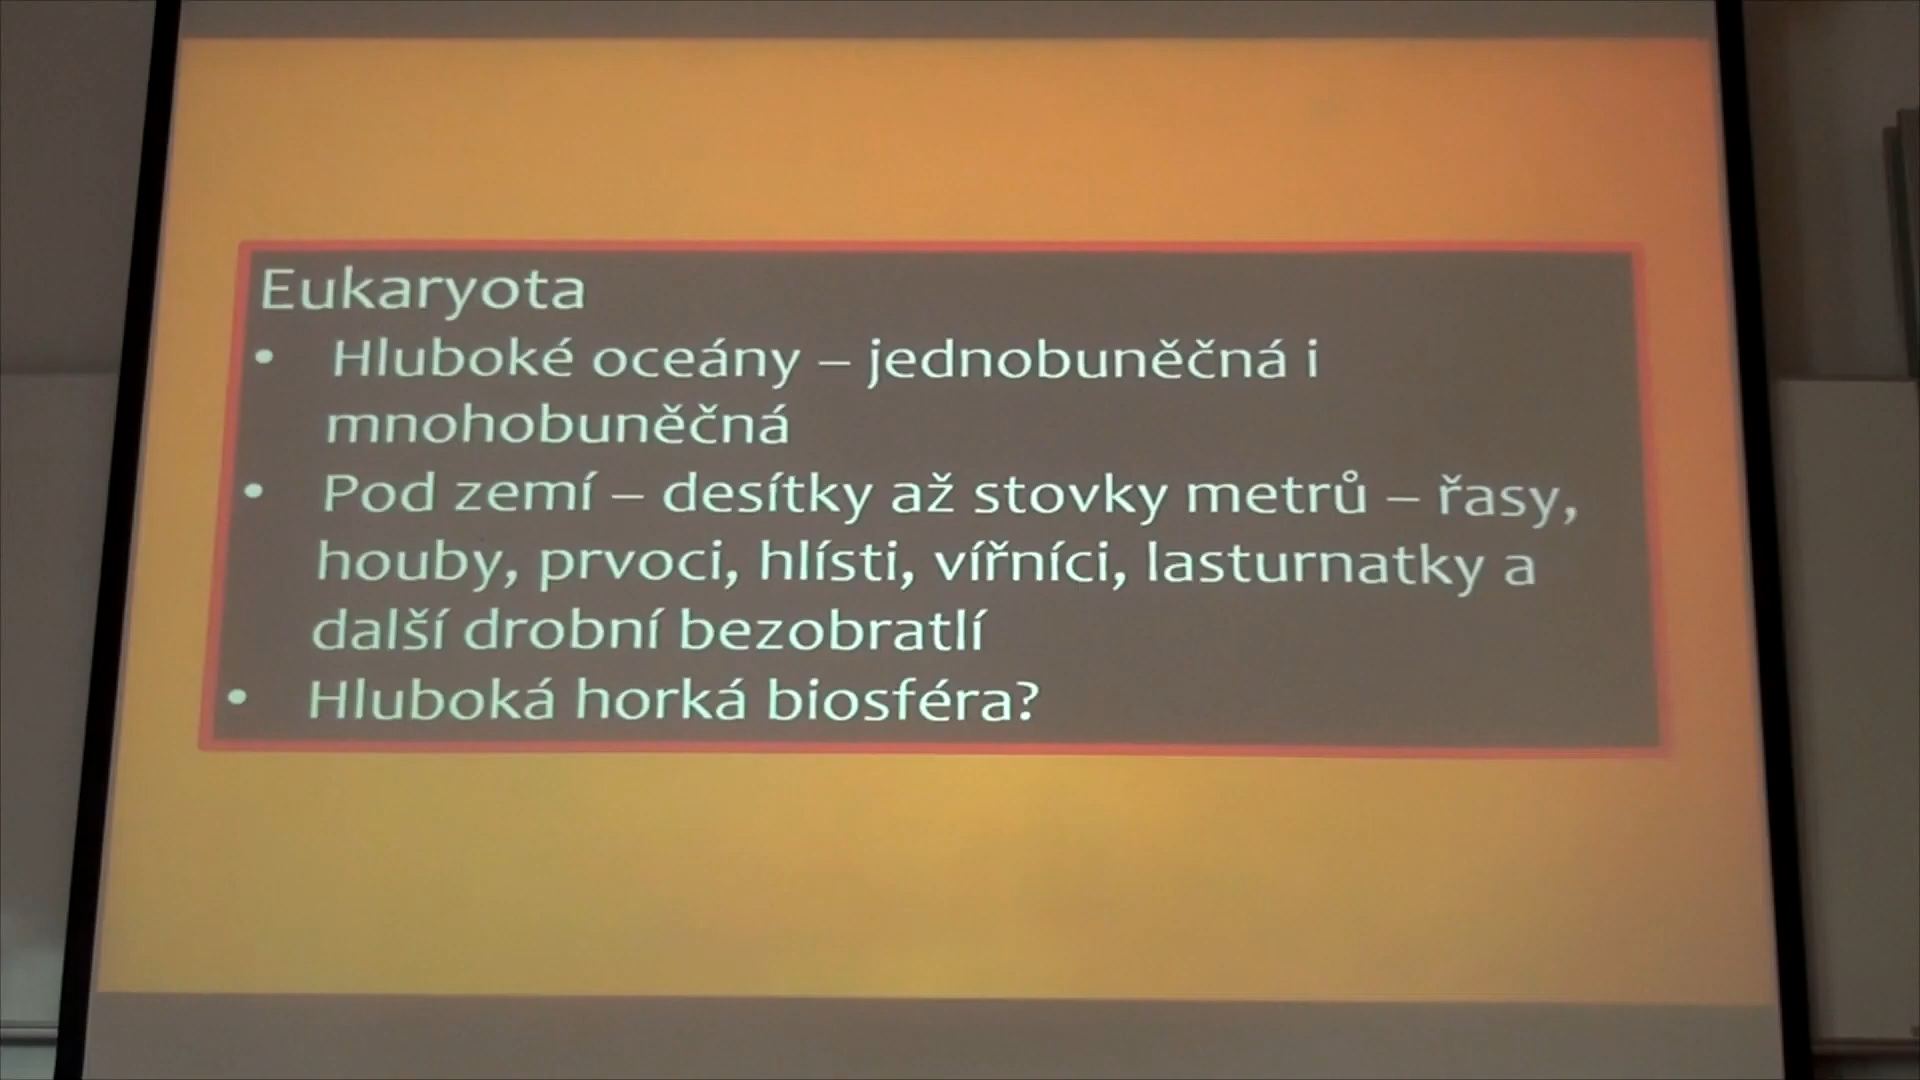 Eukaryota
• Hluboké oceány – jednobuněčná i
mnohobuněčná
• Pod zemí – desítky až stovky metrů – řasy,
houby, prvoci, hlísti, vířníci, lasturnatky a
další drobní bezobratlí
• Hluboká horká biosféra?